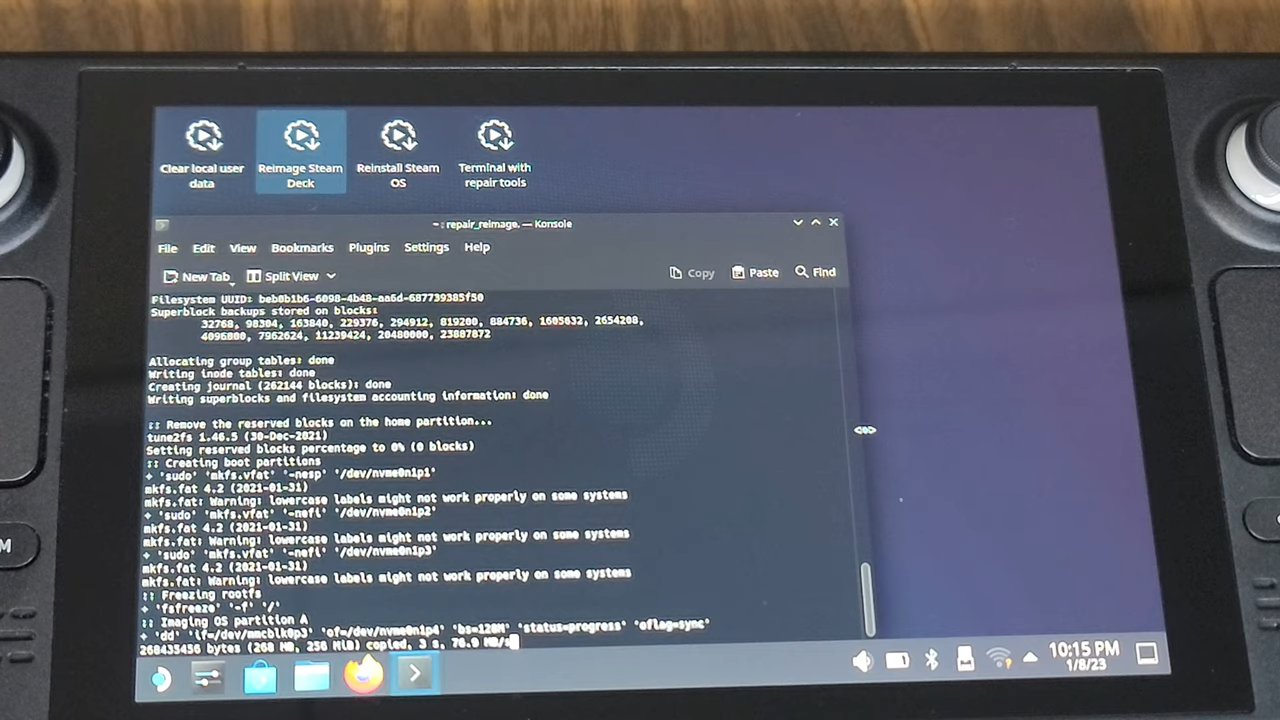 Clear local user data
Reimage Steam Deck
Reinstall Steam OS
Terminal with repair tools
~ : repair_reimage. — Konsole
File Edit View Bookmarks Plugins Settings Help
New Tab Split View Copy Paste Find
Filesystem UUID: beb0b1b6-6098-4b48-aa6d-687739385f50
Superblock backups stored on blocks:
32768, 98304, 163840, 229376, 294912, 819200, 884736, 1605632, 2654208,
4096000, 7962624, 11239424, 20480000, 23887872
Allocating group tables: done
Writing inode tables: done
Creating journal (262144 blocks): done
Writing superblocks and filesystem accounting information: done
:: Remove the reserved blocks on the home partition...
tune2fs 1.46.5 (30-Dec-2021)
Setting reserved blocks percentage to 0% (0 blocks)
:: Creating boot partitions
+ 'sudo' 'mkfs.vfat' '-nesp' '/dev/nvme0n1p1'
mkfs.fat 4.2 (2021-01-31)
mkfs.fat: Warning: lowercase labels might not work properly on some systems
+ 'sudo' 'mkfs.vfat' '-nefi' '/dev/nvme0n1p2'
mkfs.fat 4.2 (2021-01-31)
mkfs.fat: Warning: lowercase labels might not work properly on some systems
+ 'sudo' 'mkfs.vfat' '-nefi' '/dev/nvme0n1p3'
mkfs.fat 4.2 (2021-01-31)
mkfs.fat: Warning: lowercase labels might not work properly on some systems
:: Freezing rootfs
+ 'fsfreeze' '-f' '/'
:: Imaging OS partition A
+ 'dd' 'if=/dev/mmcblk0p3' 'of=/dev/nvme0n1p4' 'bs=128M' 'status=progress' 'oflag=sync'
268435456 bytes (268 MB, 256 MiB) copied, 3 s, 76.9 MB/s
10:15 PM
1/8/23